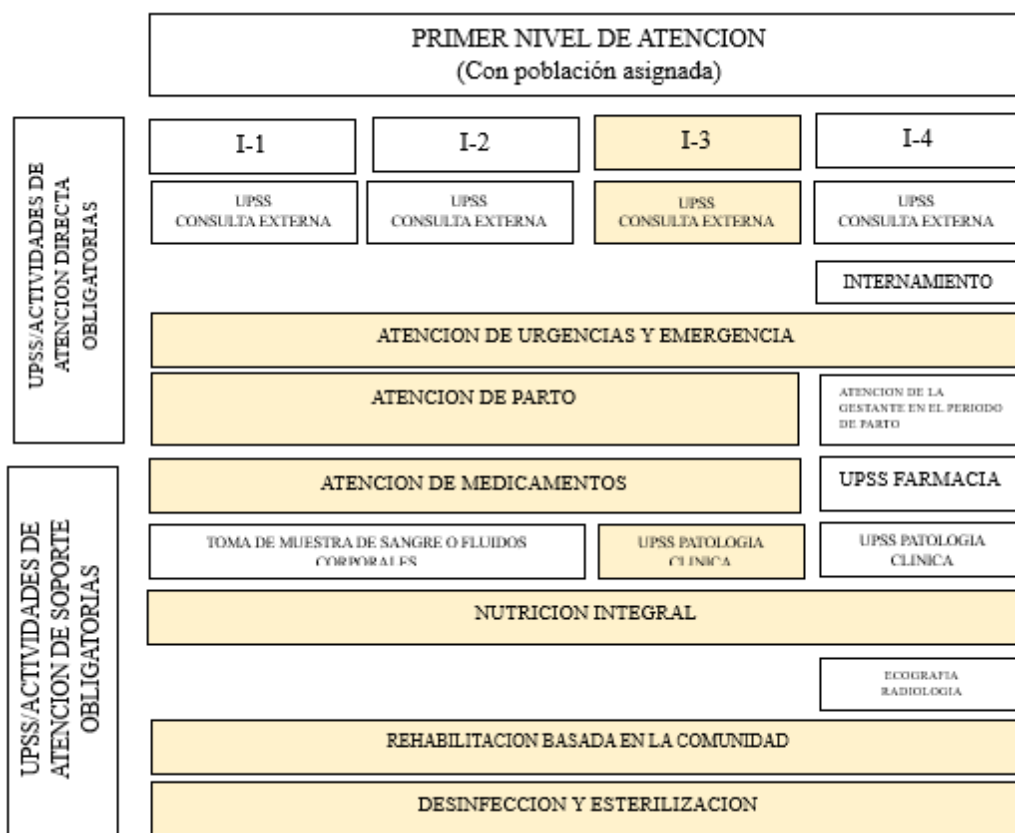 PRIMER NIVEL DE ATENCION
(Con población asignada)
UPSS/ACTIVIDADES DE
ATENCION DIRECTA
OBLIGATORIAS
I-1
I-2
I-3
I-4
UPSS
CONSULTA EXTERNA
UPSS
CONSULTA EXTERNA
UPSS
CONSULTA EXTERNA
UPSS
CONSULTA EXTERNA
INTERNAMIENTO
ATENCION DE URGENCIAS Y EMERGENCIA
ATENCION DE PARTO
ATENCION DE LA
GESTANTE EN EL PERIODO
DE PARTO
UPSS/ACTIVIDADES DE
ATENCION DE SOPORTE
OBLIGATORIAS
ATENCION DE MEDICAMENTOS
UPSS FARMACIA
TOMA DE MUESTRA DE SANGRE O FLUIDOS
CORPORALES
UPSS PATOLOGIA
CLINICA
UPSS PATOLOGIA
CLINICA
NUTRICION INTEGRAL
ECOGRAFIA
RADIOLOGIA
REHABILITACION BASADA EN LA COMUNIDAD
DESINFECCION Y ESTERILIZACION